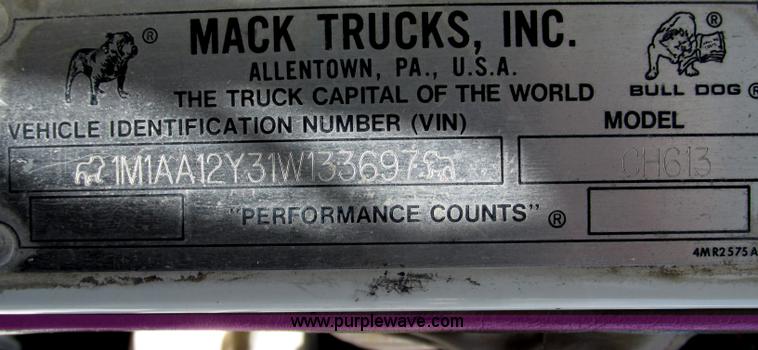 ® MACK TRUCKS, INC.
ALLENTOWN, PA., U.S.A.
THE TRUCK CAPITAL OF THE WORLD
® BULL DOG ®
VEHICLE IDENTIFICATION NUMBER (VIN) MODEL
1M1AA12Y31W133697 CH613
"PERFORMANCE COUNTS" ®
4MR2575A
www.purplewave.com